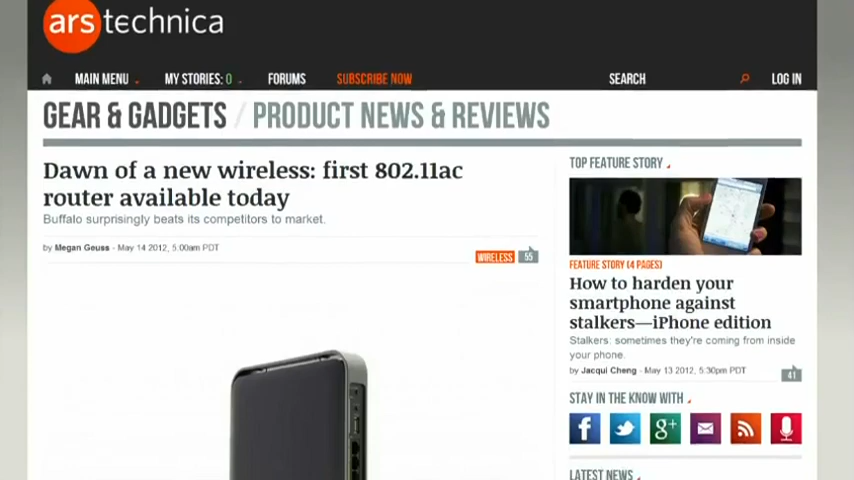 ars technica
MAIN MENU
MY STORIES: 0
FORUMS
SUBSCRIBE NOW
SEARCH
LOG IN
GEAR & GADGETS / PRODUCT NEWS & REVIEWS
Dawn of a new wireless: first 802.11ac
router available today
Buffalo surprisingly beats its competitors to market.
by Megan Geuss - May 14 2012, 5:00am PDT
WIRELESS 55
TOP FEATURE STORY
FEATURE STORY (4 PAGES)
How to harden your
smartphone against
stalkers—iPhone edition
Stalkers: sometimes they're coming from inside
your phone.
by Jacqui Cheng - May 13 2012, 5:30pm PDT
41
STAY IN THE KNOW WITH
f g+
LATEST NEWS